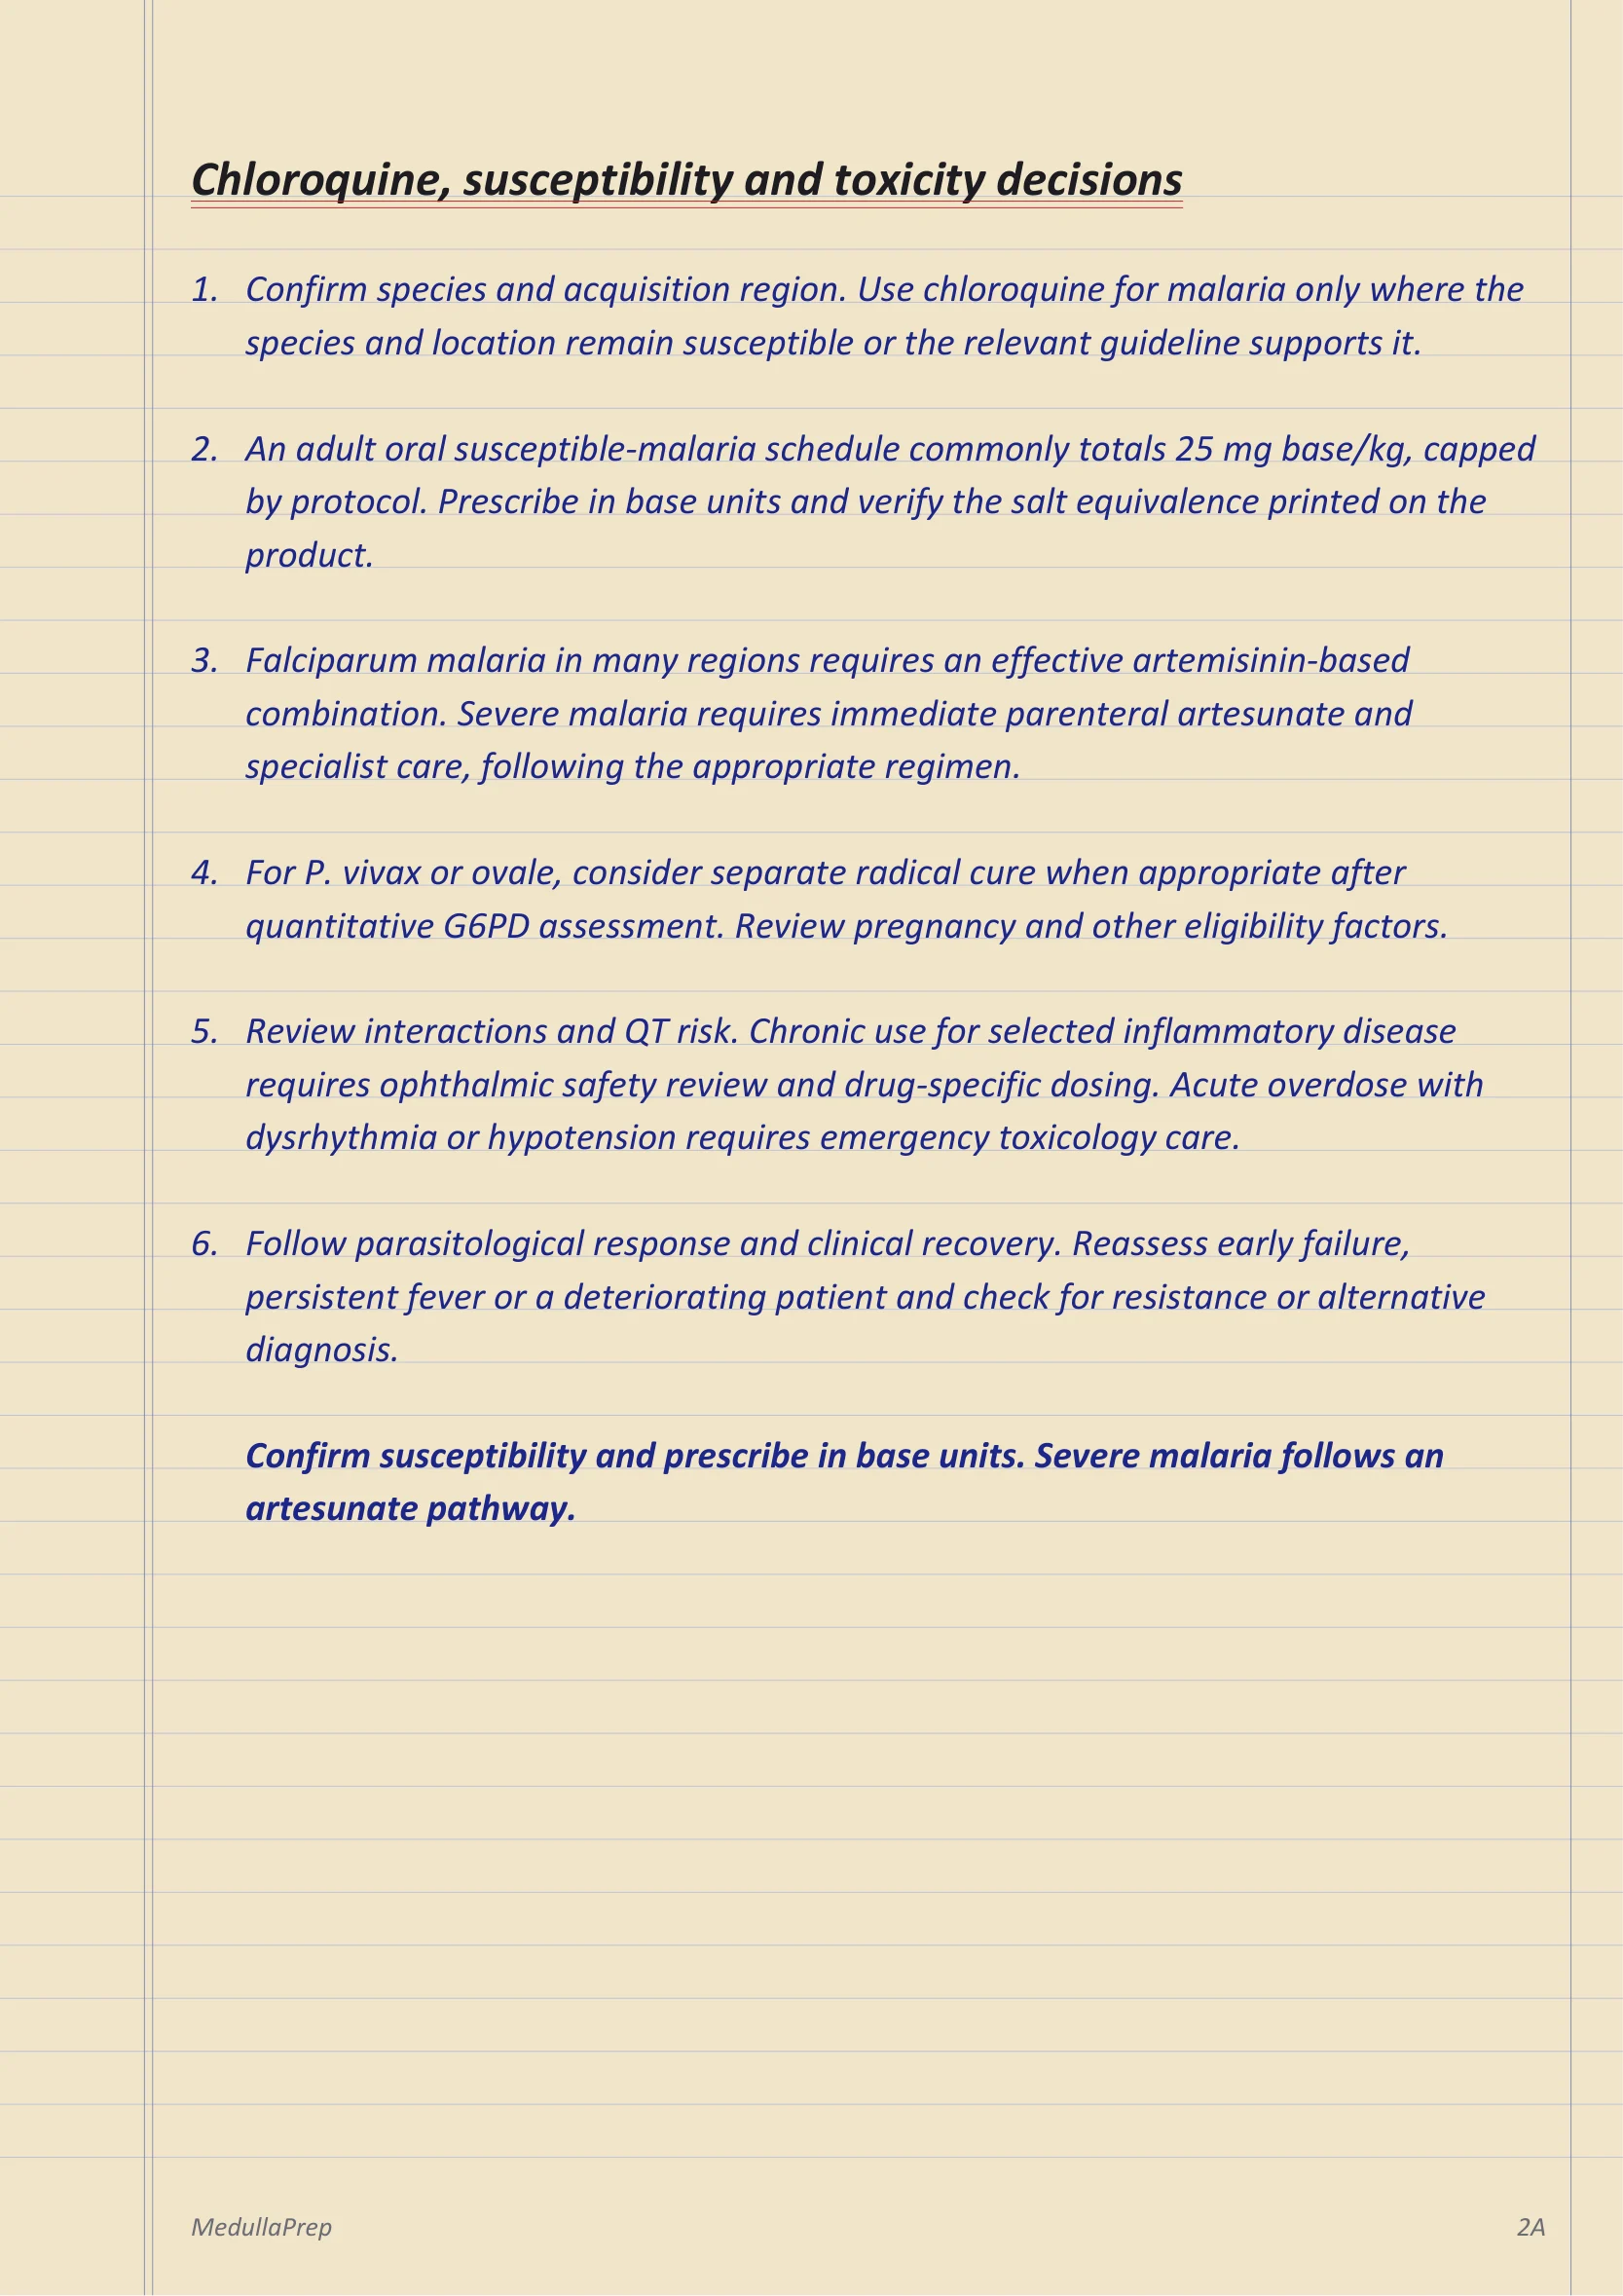 Chloroquine, susceptibility and toxicity decisions
1. Confirm species and acquisition region. Use chloroquine for malaria only where the
species and location remain susceptible or the relevant guideline supports it.
2. An adult oral susceptible-malaria schedule commonly totals 25 mg base/kg, capped
by protocol. Prescribe in base units and verify the salt equivalence printed on the
product.
3. Falciparum malaria in many regions requires an effective artemisinin-based
combination. Severe malaria requires immediate parenteral artesunate and
specialist care, following the appropriate regimen.
4. For P. vivax or ovale, consider separate radical cure when appropriate after
quantitative G6PD assessment. Review pregnancy and other eligibility factors.
5. Review interactions and QT risk. Chronic use for selected inflammatory disease
requires ophthalmic safety review and drug-specific dosing. Acute overdose with
dysrhythmia or hypotension requires emergency toxicology care.
6. Follow parasitological response and clinical recovery. Reassess early failure,
persistent fever or a deteriorating patient and check for resistance or alternative
diagnosis.
Confirm susceptibility and prescribe in base units. Severe malaria follows an
artesunate pathway.
MedullaPrep
2A